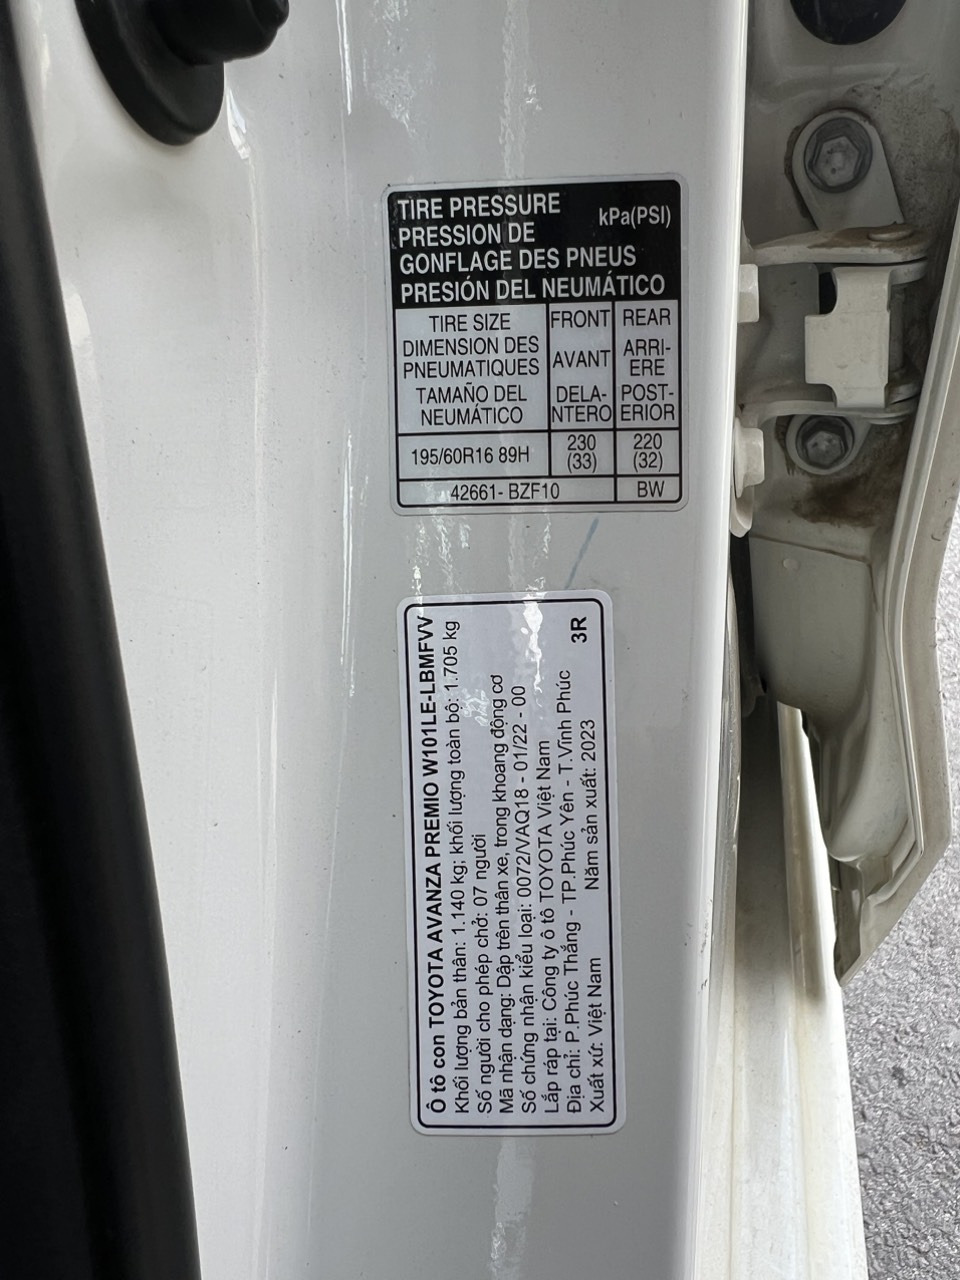 TIRE PRESSURE
kPa(PSI)
PRESSION DE
GONFLAGE DES PNEUS
PRESIÓN DEL NEUMÁTICO
TIRE SIZE
DIMENSION DES
PNEUMATIQUES
TAMAÑO DEL
NEUMÁTICO
FRONT
AVANT
DELA-
NTERO
REAR
ARRI-
ERE
POST-
ERIOR
195/60R16 89H
230
(33)
220
(32)
42661- BZF10
BW
Ô tô con TOYOTA AVANZA PREMIO W101LE-LBMFVV
Khối lượng bản thân: 1.140 kg; khối lượng toàn bộ: 1.705 kg
Số người cho phép chở: 07 người
Mã nhận dạng: Dập trên thân xe, trong khoang động cơ
Số chứng nhận kiểu loại: 0072/VAQ18 - 01/22 - 00
Lắp ráp tại: Công ty ô tô TOYOTA Việt Nam
Địa chỉ: P.Phúc Thắng - TP.Phúc Yên - T.Vĩnh Phúc
Xuất xứ: Việt Nam Năm sản xuất: 2023 3R